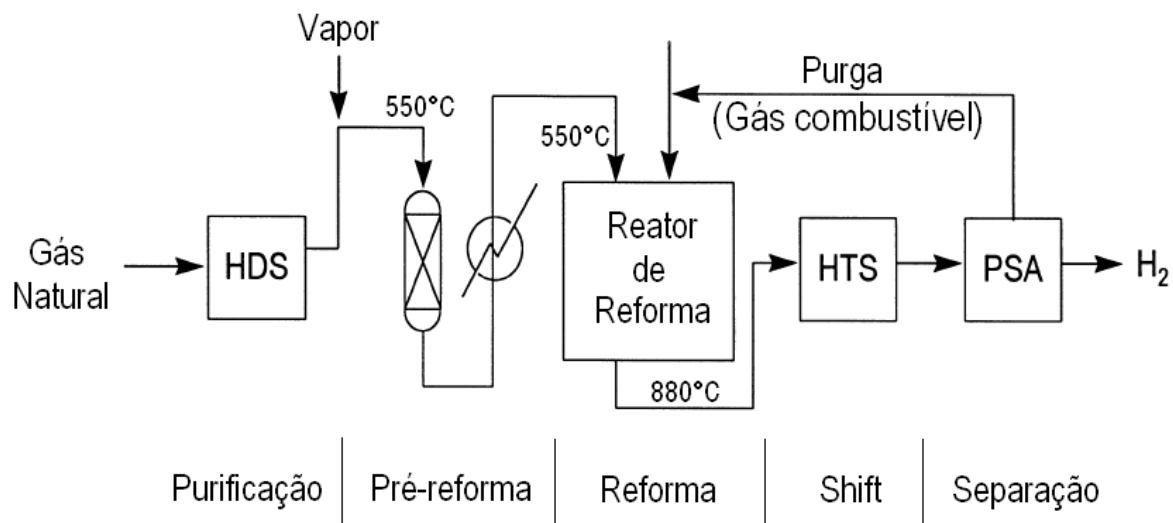 Vapor
550°C
Purga
(Gás combustível)
550°C
Gás
Natural
HDS
Reator
de
Reforma
HTS
PSA
H₂
880°C
Purificação
Pré-reforma
Reforma
Shift
Separação